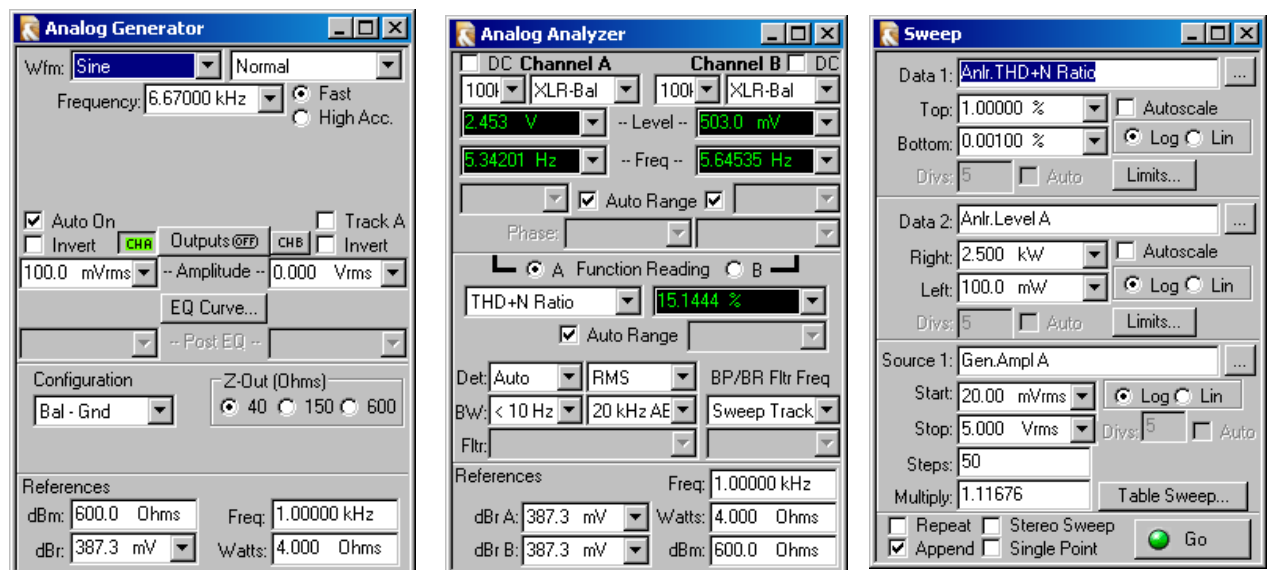 Analog Generator
Wfm: Sine Normal
Frequency: 6.67000 kHz Fast
High Acc.
Auto On Track A
Invert CHA Outputs OFF CHB Invert
100.0 mVrms -- Amplitude -- 0.000 Vrms
EQ Curve...
-- Post EQ --
Configuration Z-Out (Ohms)
Bal - Gnd 40 150 600
References
dBm: 600.0 Ohms Freq: 1.00000 kHz
dBr: 387.3 mV Watts: 4.000 Ohms
Analog Analyzer
DC Channel A Channel B DC
XLR-Bal XLR-Bal
2.453 V -- Level -- 503.0 mV
5.34201 Hz -- Freq -- 5.64535 Hz
Auto Range
Phase:
A Function Reading B
THD+N Ratio 15.1444 %
Auto Range
Det: Auto RMS BP/BR Fltr Freq
BW: < 10 Hz 20 kHz AE Sweep Track
Fltr:
References Freq: 1.00000 kHz
dBr A: 387.3 mV Watts: 4.000 Ohms
dBr B: 387.3 mV dBm: 600.0 Ohms
Sweep
Data 1: Anlr.THD+N Ratio ...
Top: 1.00000 % Autoscale
Bottom: 0.00100 % Log Lin
Divs: 5 Auto Limits...
Data 2: Anlr.Level A ...
Right: 2.500 kW Autoscale
Left: 100.0 mW Log Lin
Divs: 5 Auto Limits...
Source 1: Gen.Ampl A ...
Start: 20.00 mVrms Log Lin
Stop: 5.000 Vrms Divs: 5 Auto
Steps: 50
Multiply: 1.11676 Table Sweep...
Repeat Stereo Sweep
Append Single Point Go